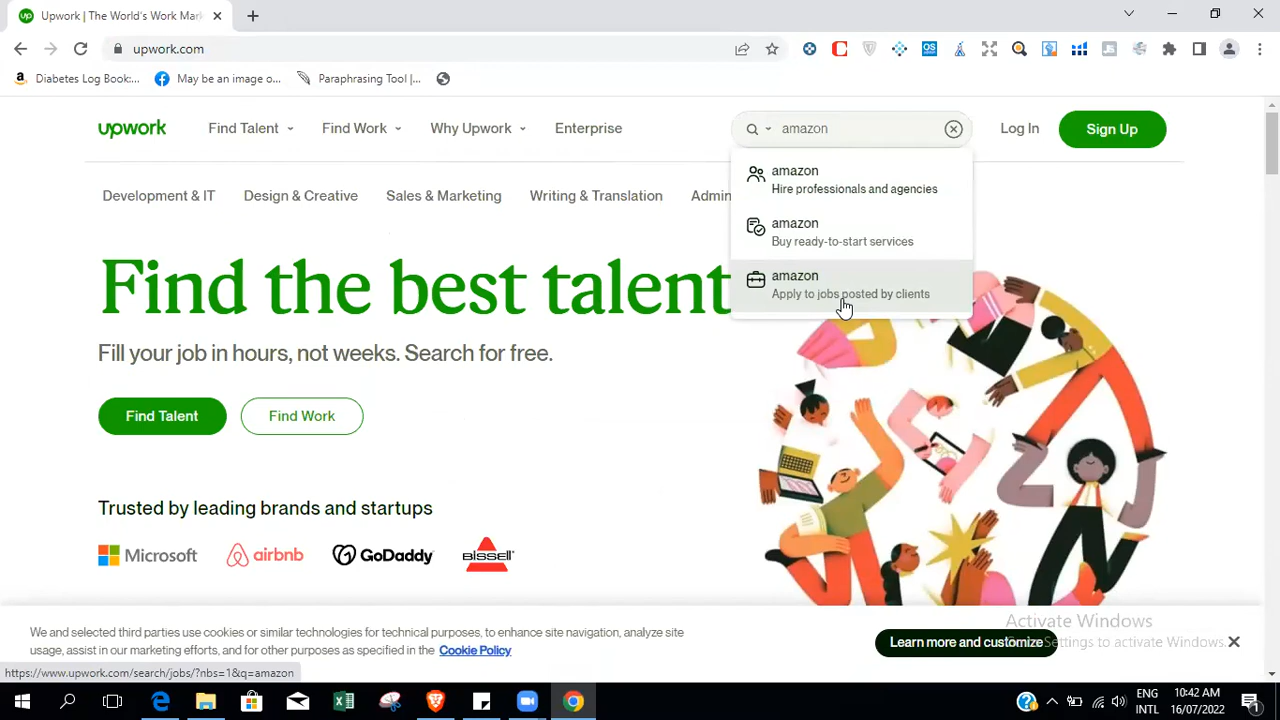 Upwork | The World's Work Mar
upwork.com
Diabetes Log Book:...
May be an image o...
Paraphrasing Tool |...
upwork
Find Talent
Find Work
Why Upwork
Enterprise
amazon
Log In
Sign Up
amazon
Hire professionals and agencies
amazon
Buy ready-to-start services
amazon
Apply to jobs posted by clients
Development & IT
Design & Creative
Sales & Marketing
Writing & Translation
Admin
Find the best talent
Fill your job in hours, not weeks. Search for free.
Find Talent
Find Work
Trusted by leading brands and startups
Microsoft
airbnb
GoDaddy
BISSELL
We and selected third parties use cookies or similar technologies for technical purposes, to enhance site navigation, analyze site
usage, assist in our marketing efforts, and for other purposes as specified in the Cookie Policy
Learn more and customize
Activate Windows
Settings to activate Windows.
https://www.upwork.com/search/jobs/?nbs=1&q=amazon
ENG
INTL
10:42 AM
16/07/2022